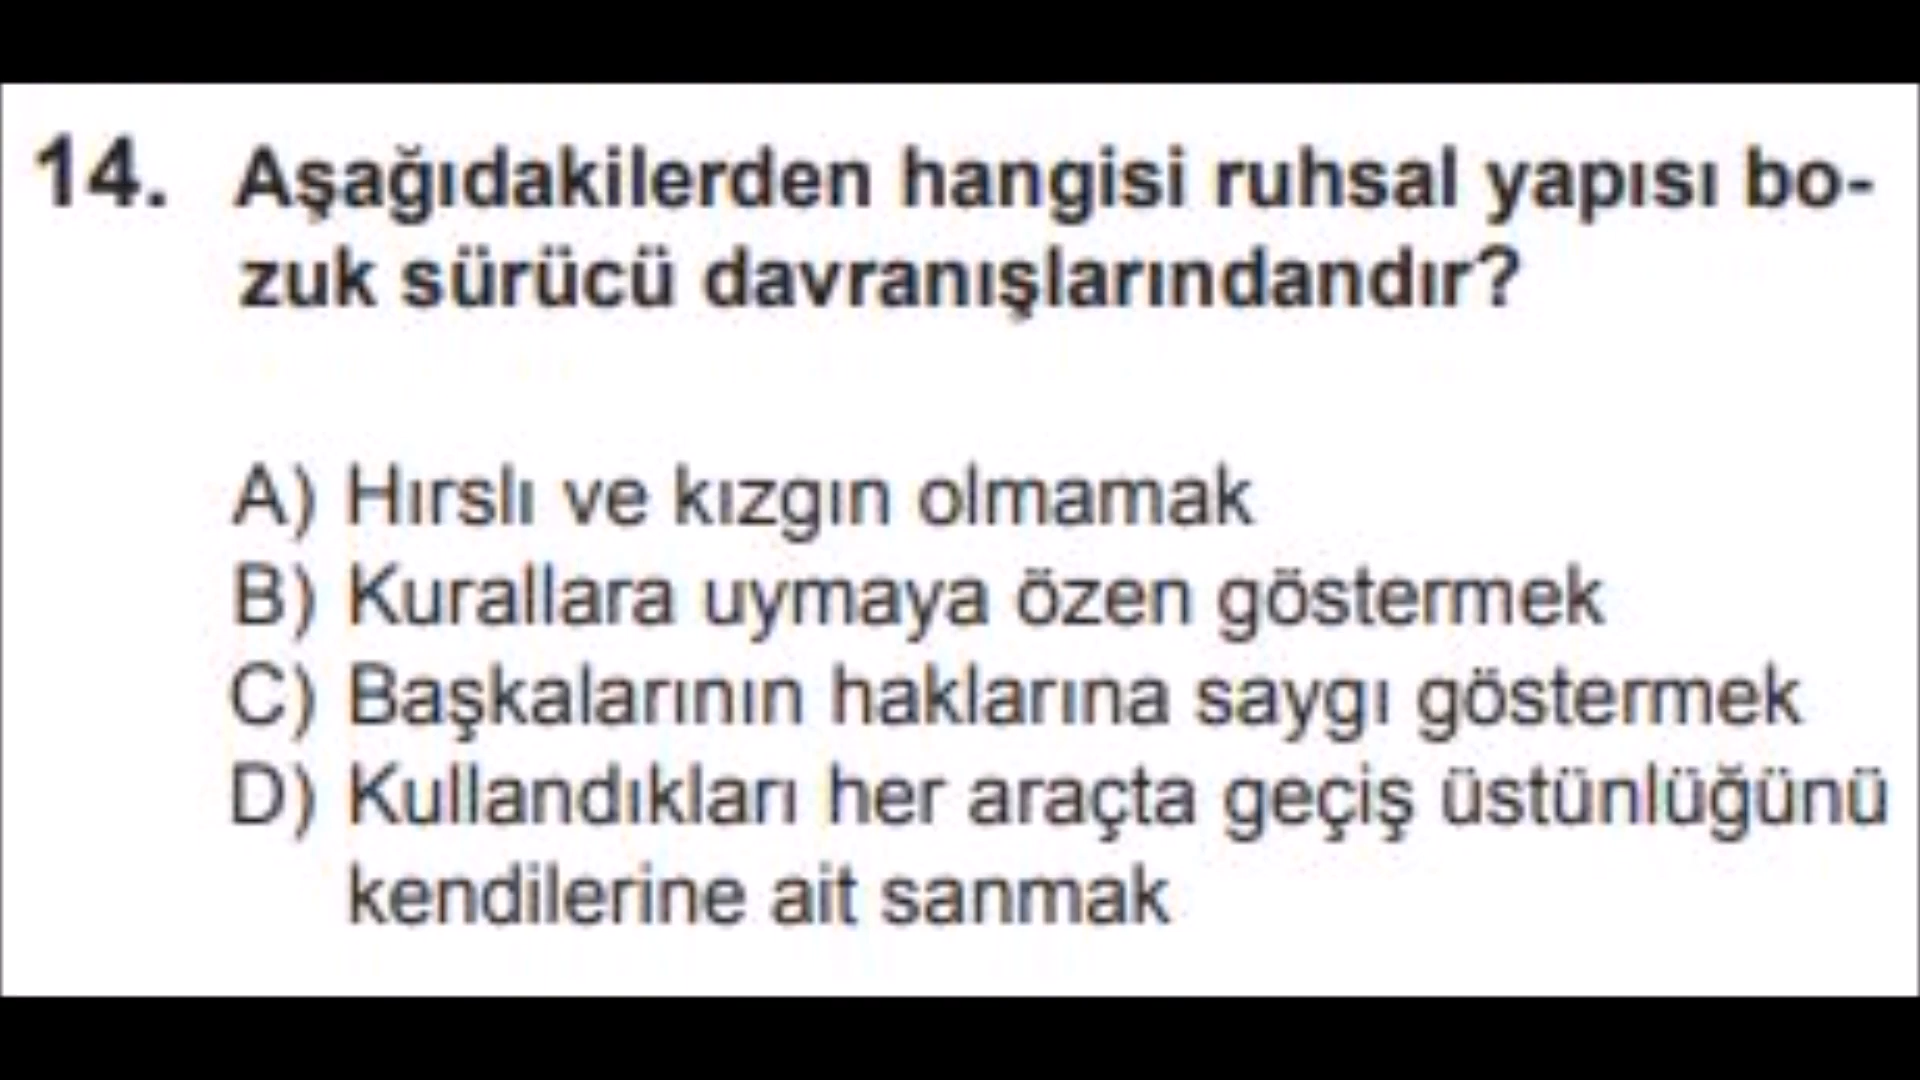 14. Aşağıdakilerden hangisi ruhsal yapısı bo-
zuk sürücü davranışlarındandır?
A) Hırslı ve kızgın olmamak
B) Kurallara uymaya özen göstermek
C) Başkalarının haklarına saygı göstermek
D) Kullandıkları her araçta geçiş üstünlüğünü
kendilerine ait sanmak